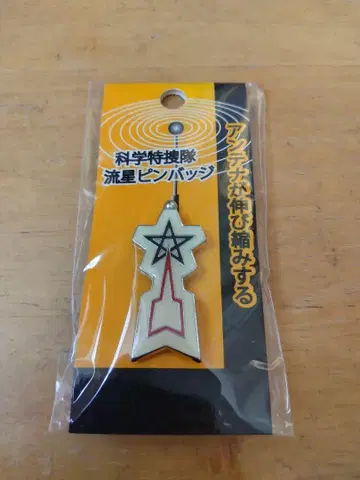 科学特捜隊
流星ピンバッジ
アンテナが伸び縮みする